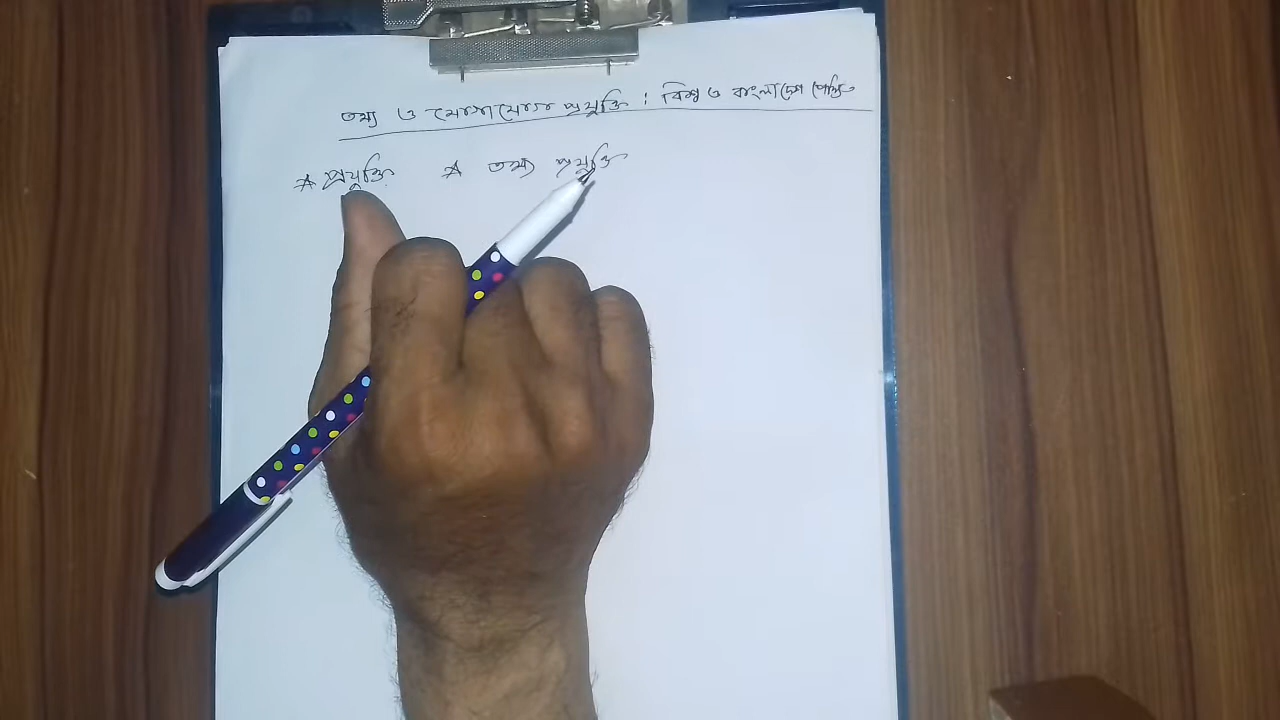 তথ্য ও যোগাযোগ প্রযুক্তি : বিশ্ব ও বাংলাদেশ প্রেক্ষিত
* প্রযুক্তি * তথ্য প্রযুক্তি